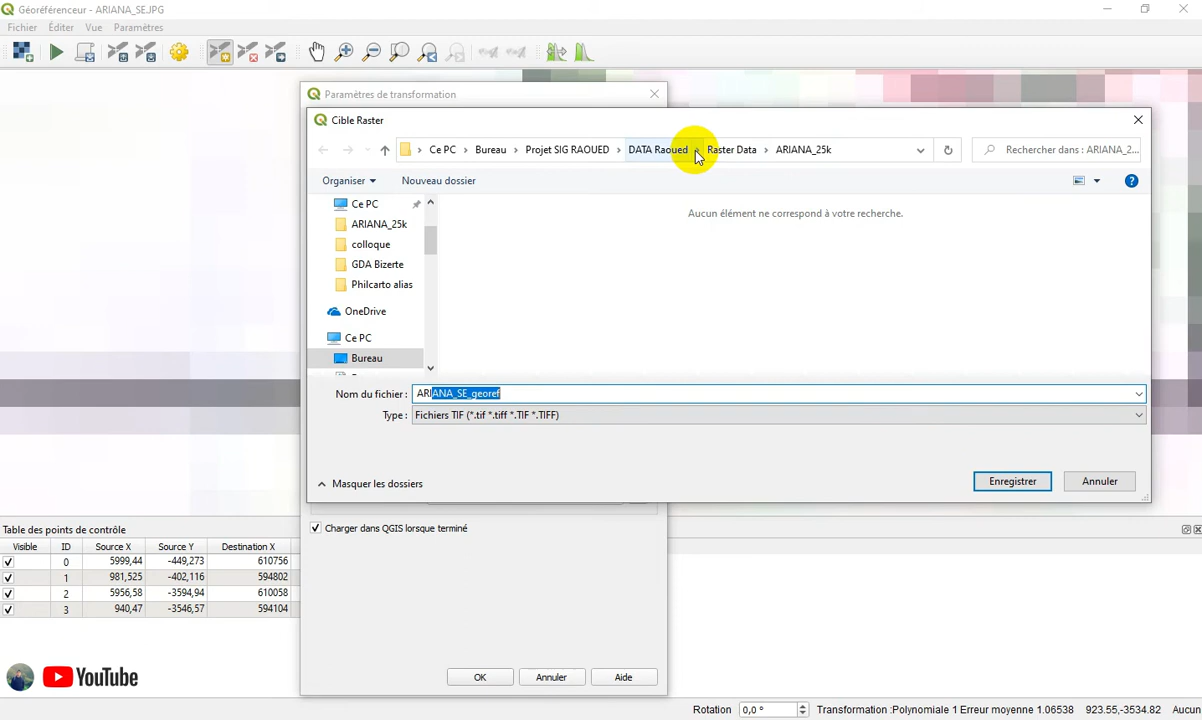 Géoréférenceur - ARIANA_SE.JPG
Fichier Éditer Vue Paramètres
Paramètres de transformation
Cible Raster
Ce PC Bureau Projet SIG RAOUED DATA Raoued Raster Data ARIANA_25k Rechercher dans : ARIANA_2...
Organiser Nouveau dossier
Ce PC
ARIANA_25k
colloque
GDA Bizerte
Philcarto alias
OneDrive
Ce PC
Bureau
Aucun élément ne correspond à votre recherche.
Nom du fichier : ARIANA_SE_georef
Type : Fichiers TIF (*.tif *.tiff *.TIF *.TIFF)
Masquer les dossiers Enregistrer Annuler
Charger dans QGIS lorsque terminé
Table des points de contrôle
Visible ID Source X Source Y Destination X
0 5999,44 -449,273 610756
1 981,525 -402,116 594802
2 5956,58 -3594,94 610058
3 940,47 -3546,57 594104
OK Annuler Aide
YouTube
Rotation 0,0 ° Transformation :Polynomiale 1 Erreur moyenne 1.06538 923.55,-3534.82 Aucun